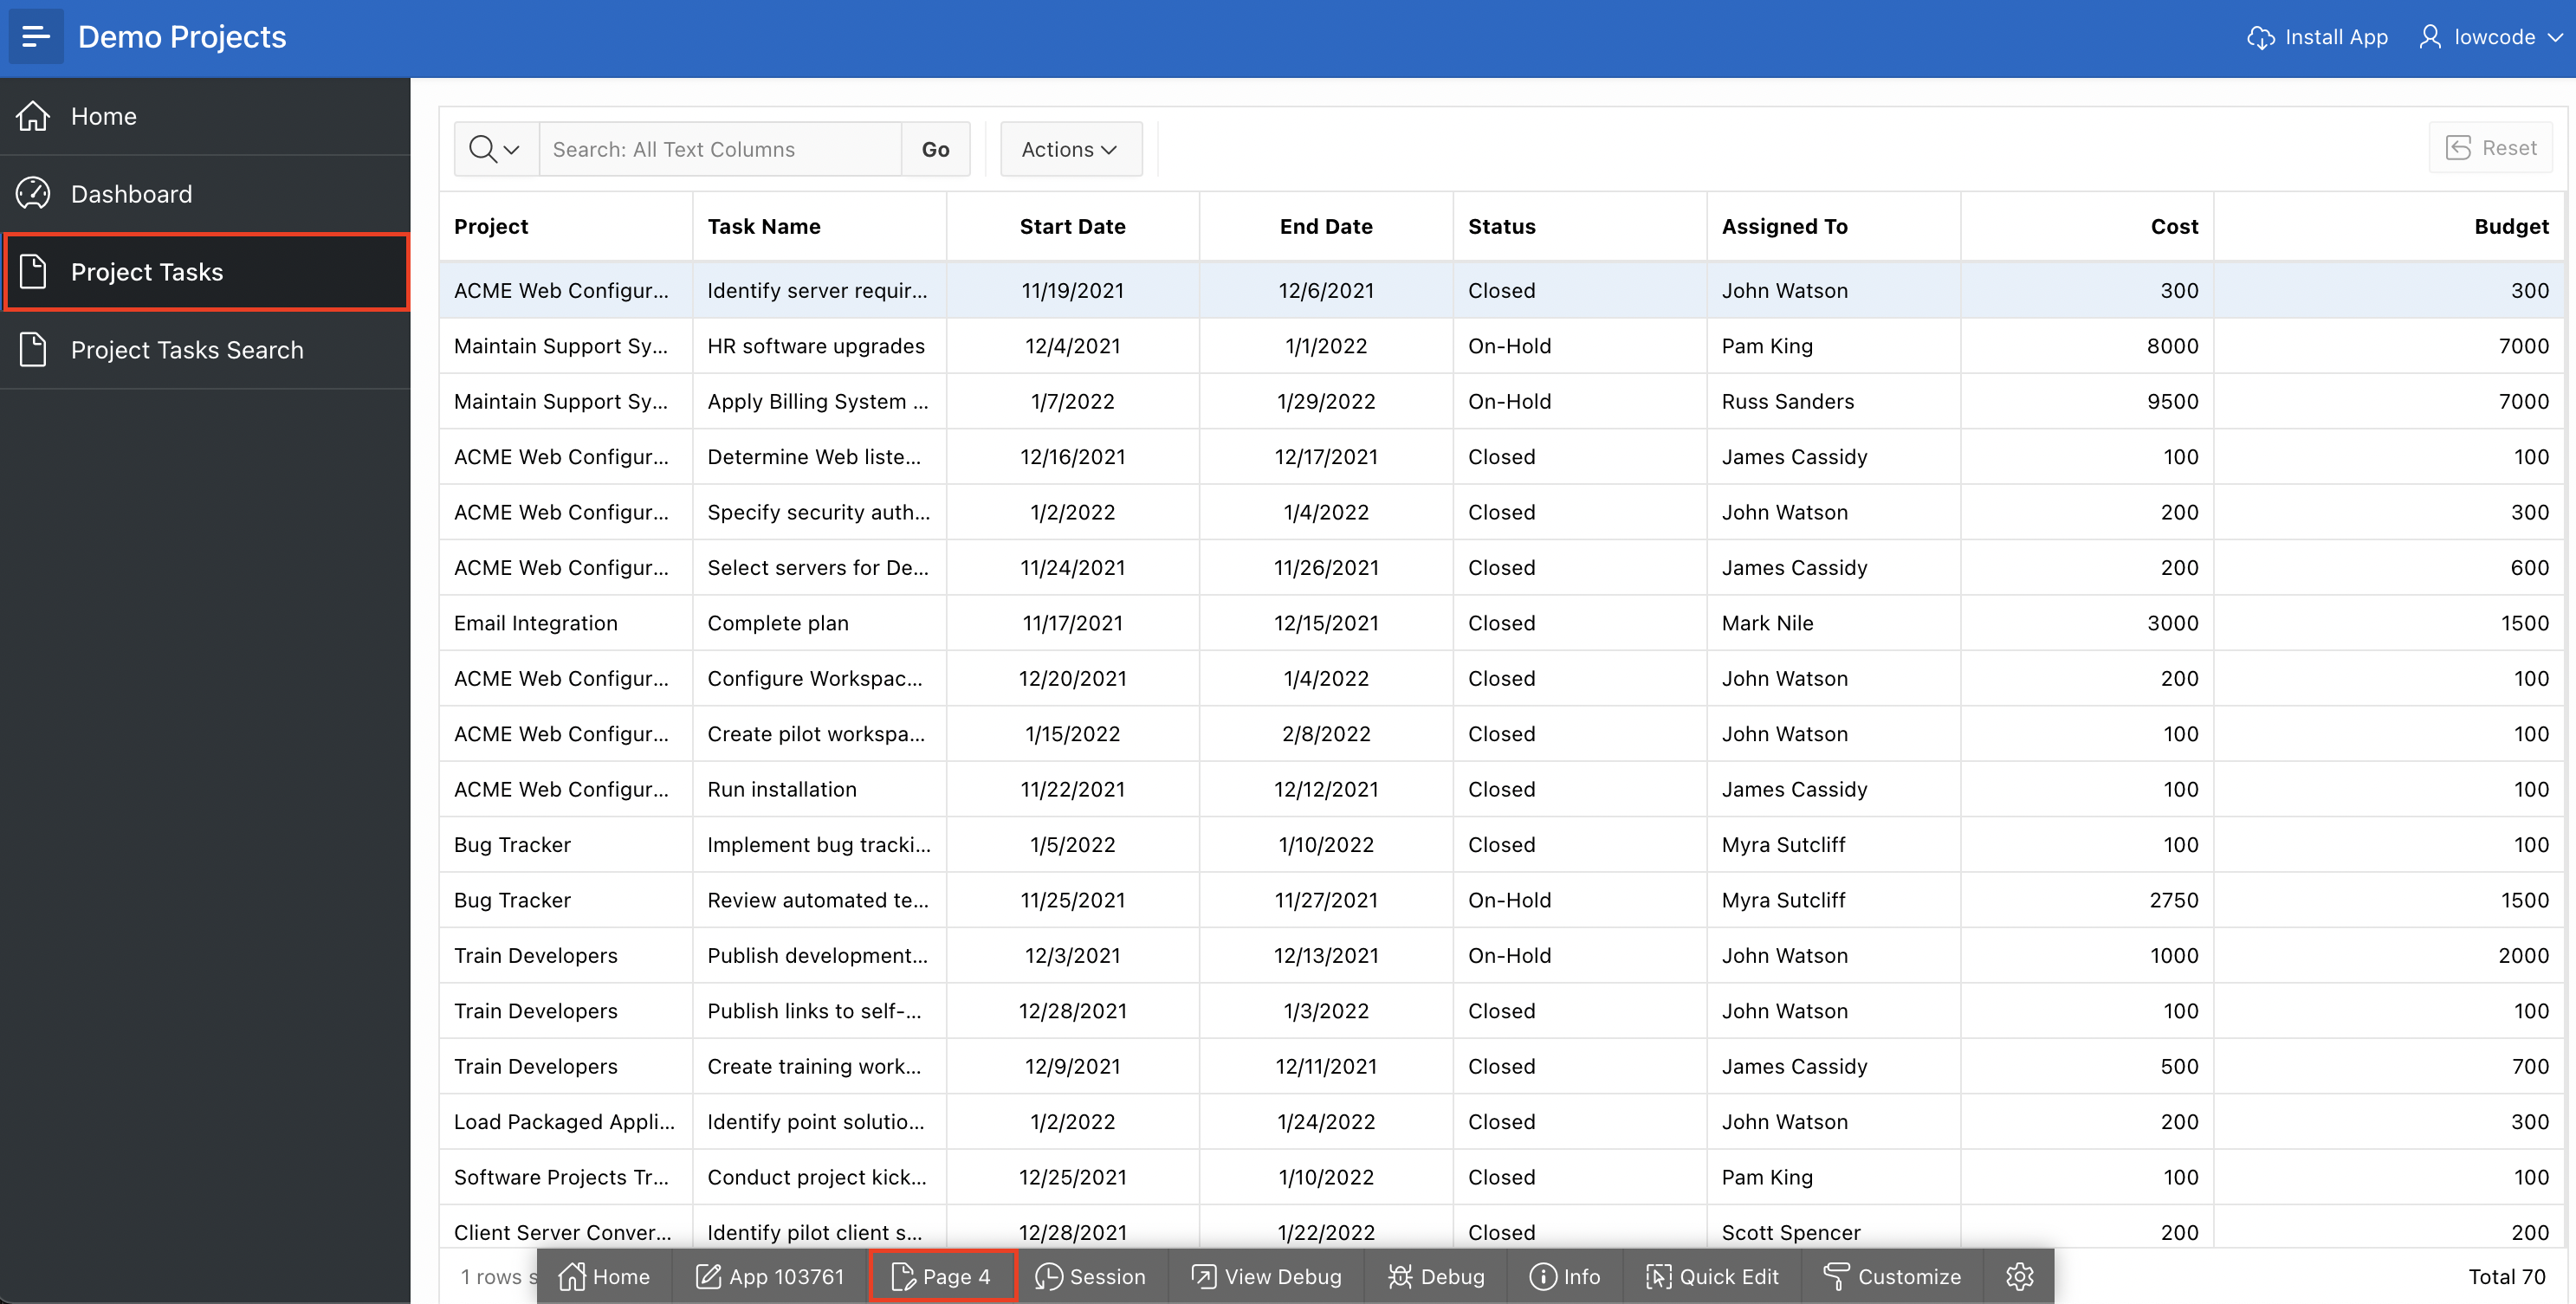 Demo Projects
Install App
lowcode
Home
Dashboard
Project Tasks
Project Tasks Search
Search: All Text Columns
Go
Actions
Reset
Project Task Name Start Date End Date Status Assigned To Cost Budget
ACME Web Configur... Identify server requir... 11/19/2021 12/6/2021 Closed John Watson 300 300
Maintain Support Sy... HR software upgrades 12/4/2021 1/1/2022 On-Hold Pam King 8000 7000
Maintain Support Sy... Apply Billing System ... 1/7/2022 1/29/2022 On-Hold Russ Sanders 9500 7000
ACME Web Configur... Determine Web liste... 12/16/2021 12/17/2021 Closed James Cassidy 100 100
ACME Web Configur... Specify security auth... 1/2/2022 1/4/2022 Closed John Watson 200 300
ACME Web Configur... Select servers for De... 11/24/2021 11/26/2021 Closed James Cassidy 200 600
Email Integration Complete plan 11/17/2021 12/15/2021 Closed Mark Nile 3000 1500
ACME Web Configur... Configure Workspac... 12/20/2021 1/4/2022 Closed John Watson 200 100
ACME Web Configur... Create pilot workspa... 1/15/2022 2/8/2022 Closed John Watson 100 100
ACME Web Configur... Run installation 11/22/2021 12/12/2021 Closed James Cassidy 100 100
Bug Tracker Implement bug tracki... 1/5/2022 1/10/2022 Closed Myra Sutcliff 100 100
Bug Tracker Review automated te... 11/25/2021 11/27/2021 On-Hold Myra Sutcliff 2750 1500
Train Developers Publish development... 12/3/2021 12/13/2021 On-Hold John Watson 1000 2000
Train Developers Publish links to self-... 12/28/2021 1/3/2022 Closed John Watson 100 100
Train Developers Create training work... 12/9/2021 12/11/2021 Closed James Cassidy 500 700
Load Packaged Appli... Identify point solutio... 1/2/2022 1/24/2022 Closed John Watson 200 300
Software Projects Tr... Conduct project kick... 12/25/2021 1/10/2022 Closed Pam King 100 100
Client Server Conver... Identify pilot client s... 12/28/2021 1/22/2022 Closed Scott Spencer 200 200
1 rows s
Home
App 103761
Page 4
Session
View Debug
Debug
Info
Quick Edit
Customize
Total 70